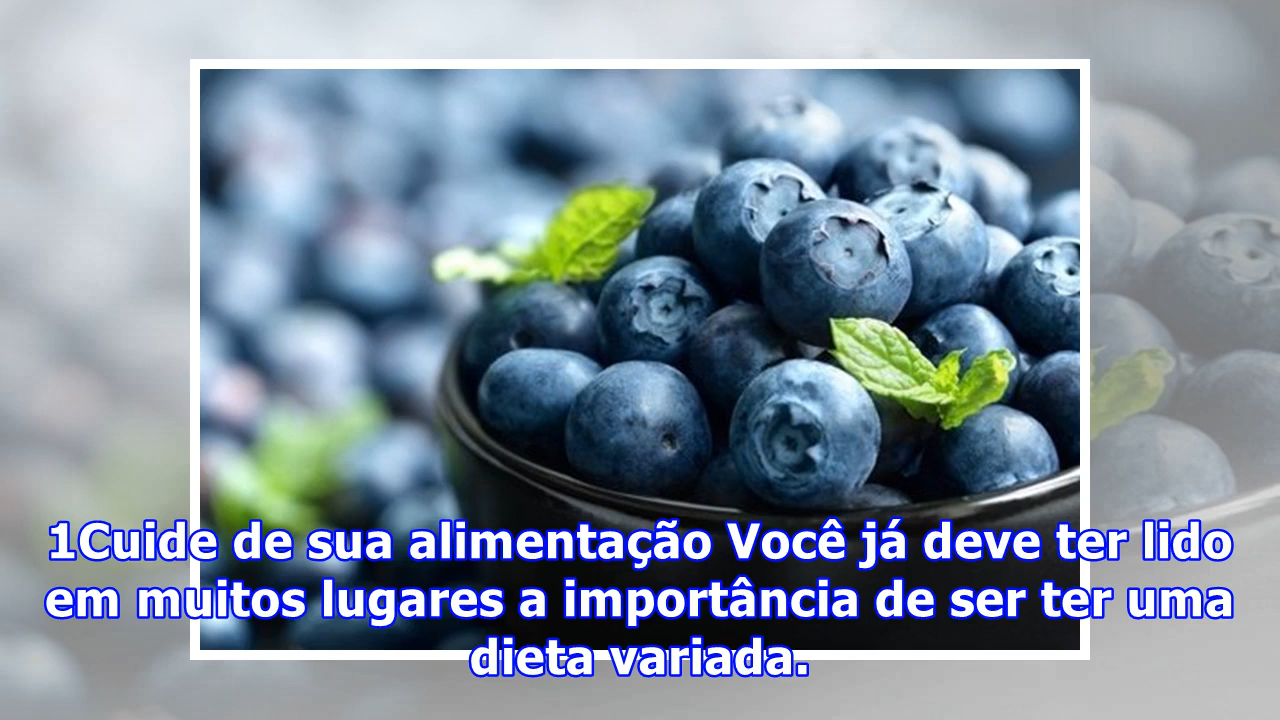 1Cuide de sua alimentação Você já deve ter lido
em muitos lugares a importância de ser ter uma
dieta variada.